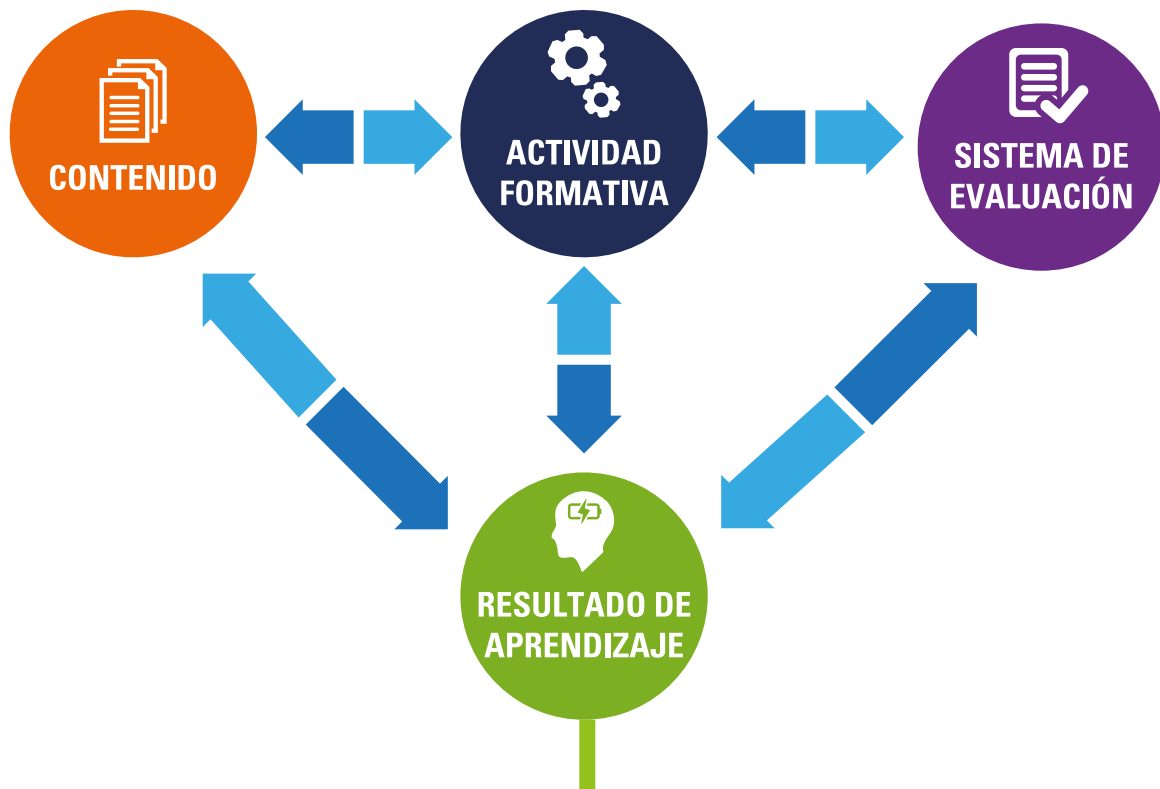 CONTENIDO
ACTIVIDAD
FORMATIVA
SISTEMA DE
EVALUACIÓN
RESULTADO DE
APRENDIZAJE